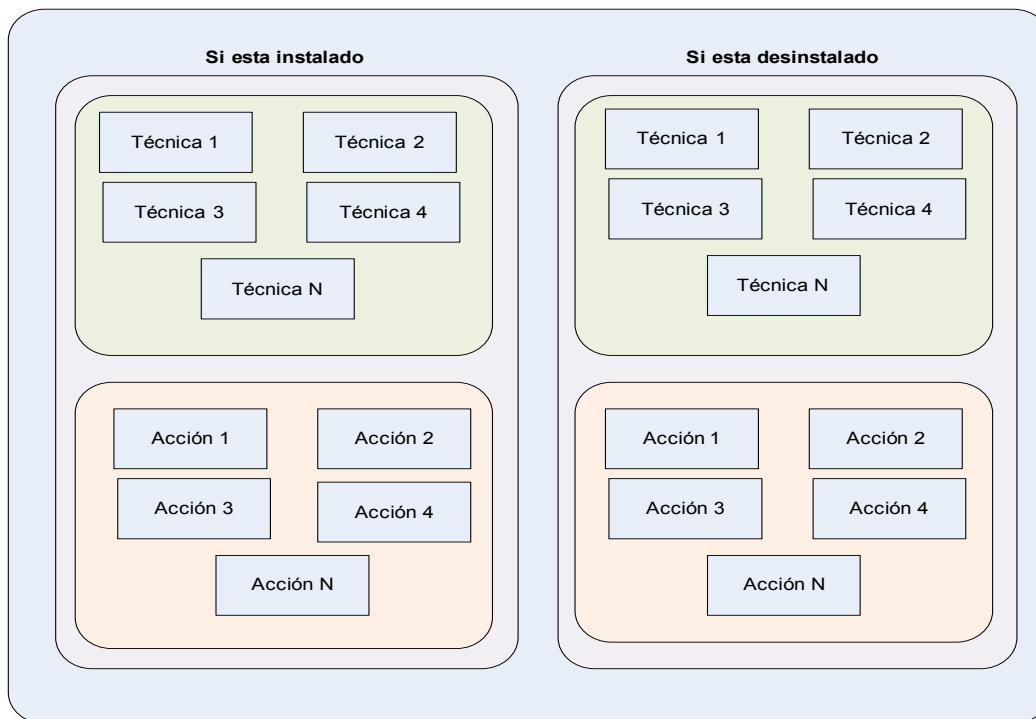 Si esta instalado
Técnica 1
Técnica 2
Técnica 3
Técnica 4
Técnica N
Acción 1
Acción 2
Acción 3
Acción 4
Acción N
Si esta desinstalado
Técnica 1
Técnica 2
Técnica 3
Técnica 4
Técnica N
Acción 1
Acción 2
Acción 3
Acción 4
Acción N